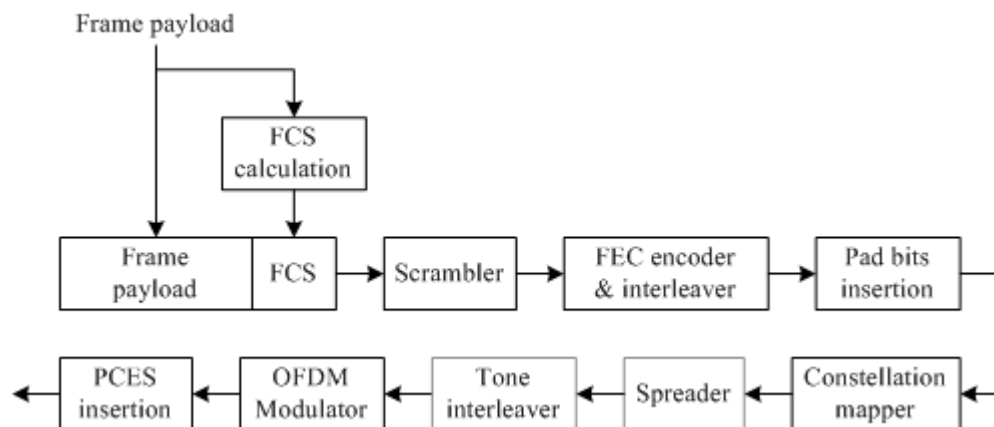 Frame payload
FCS
calculation
Frame
payload
FCS
Scrambler
FEC encoder
& interleaver
Pad bits
insertion
PCES
insertion
OFDM
Modulator
Tone
interleaver
Spreader
Constellation
mapper